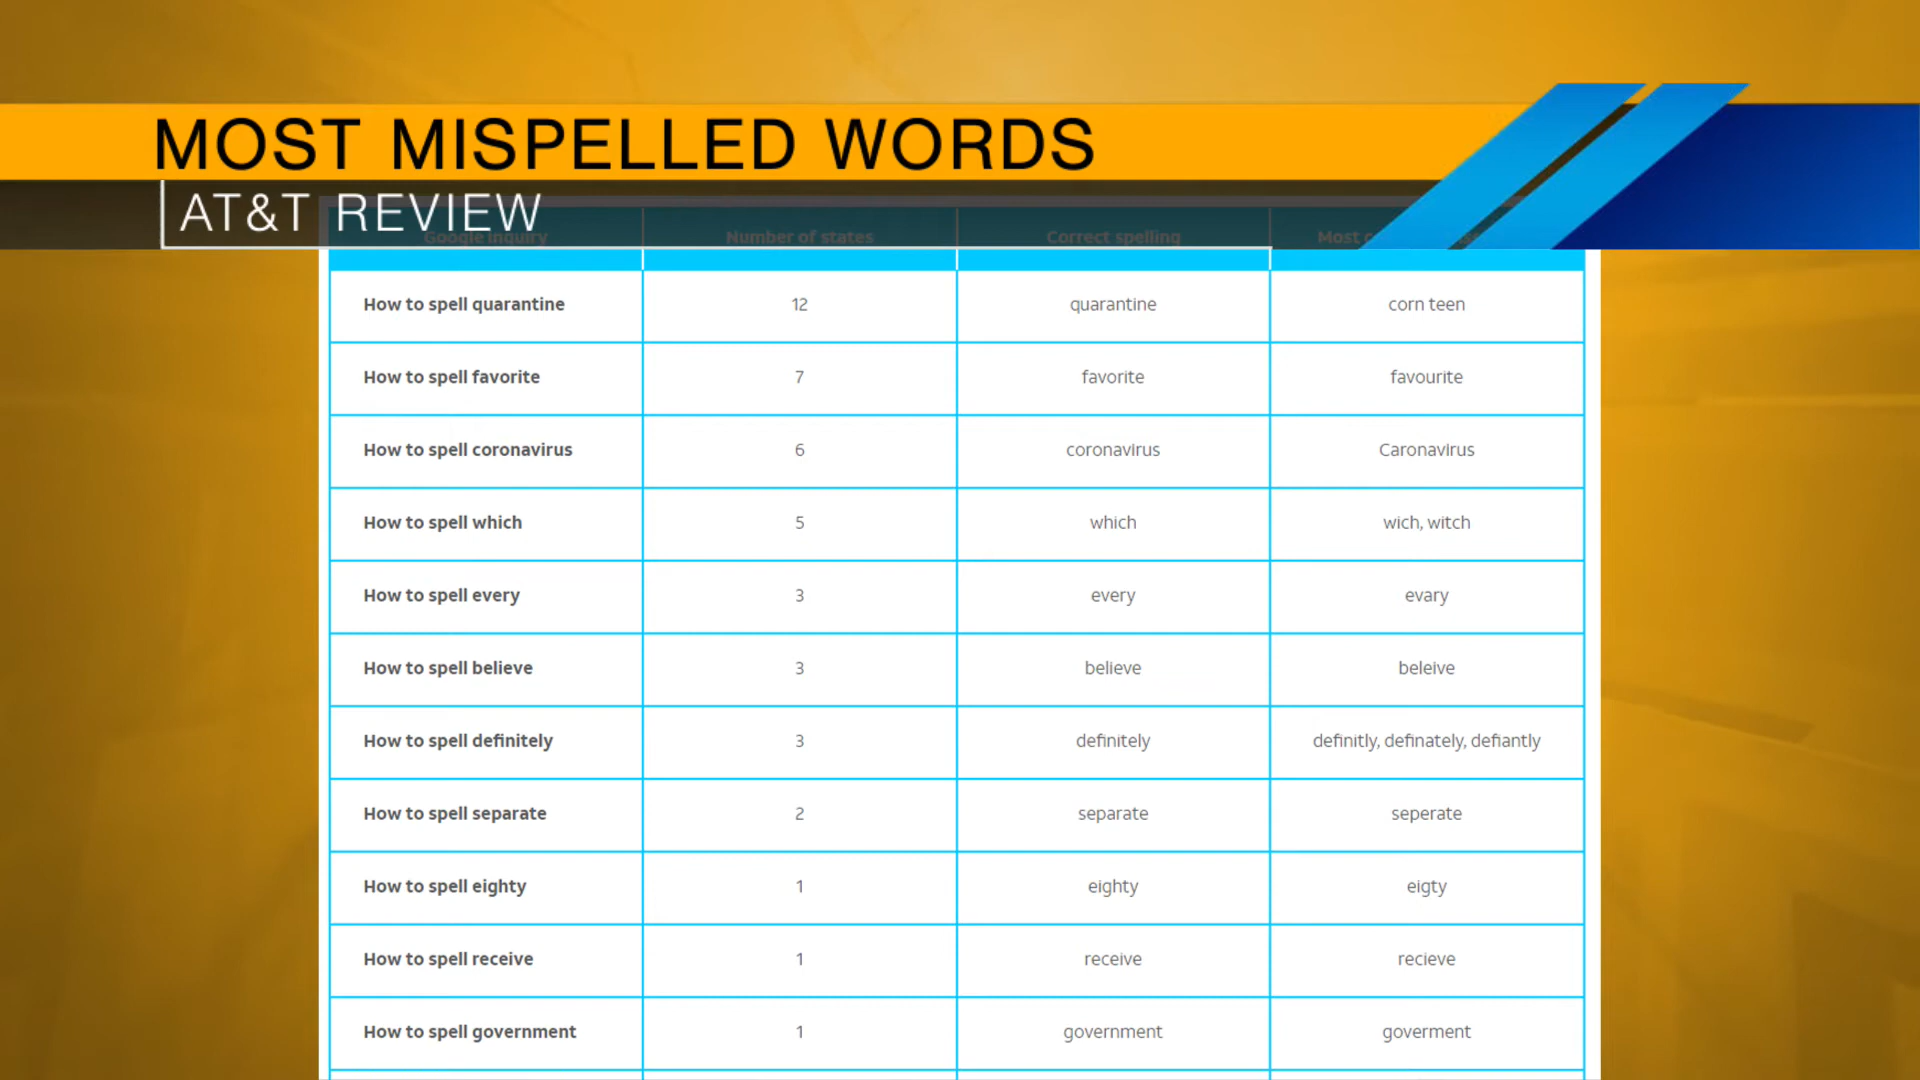 MOST MISPELLED WORDS
AT&T REVIEW
Google inquiry Number of states Correct spelling Most
How to spell quarantine 12 quarantine corn teen
How to spell favorite 7 favorite favourite
How to spell coronavirus 6 coronavirus Caronavirus
How to spell which 5 which wich, witch
How to spell every 3 every evary
How to spell believe 3 believe beleive
How to spell definitely 3 definitely definitly, definately, defiantly
How to spell separate 2 separate seperate
How to spell eighty 1 eighty eigty
How to spell receive 1 receive recieve
How to spell government 1 government goverment